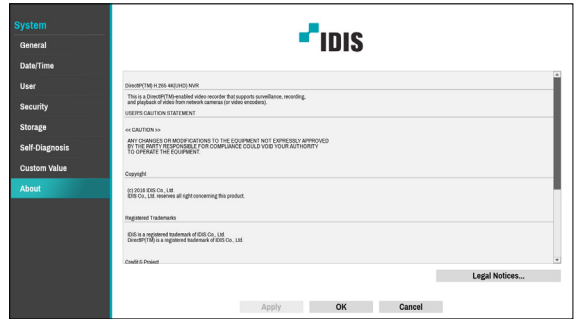 System
General
Date/Time
User
Security
Storage
Self-Diagnosis
Custom Value
About
IDIS
DirectIP(TM) H.265 4K(UHD) NVR
This is a DirectIP(TM)-enabled video recorder that supports surveillance, recording,
and playback of video from network cameras (or video encoders).
USER'S CAUTION STATEMENT
<< CAUTION >>
ANY CHANGES OR MODIFICATIONS TO THE EQUIPMENT NOT EXPRESSLY APPROVED
BY THE PARTY RESPONSIBLE FOR COMPLIANCE COULD VOID YOUR AUTHORITY
TO OPERATE THE EQUIPMENT.
Copyright
(c) 2016 IDIS Co., Ltd.
IDIS Co., Ltd. reserves all right concerning this product.
Registered Trademarks
IDIS is a registered trademark of IDIS Co., Ltd.
DirectIP(TM) is a registered trademark of IDIS Co., Ltd.
Credit & Project
Legal Notices...
Apply OK Cancel